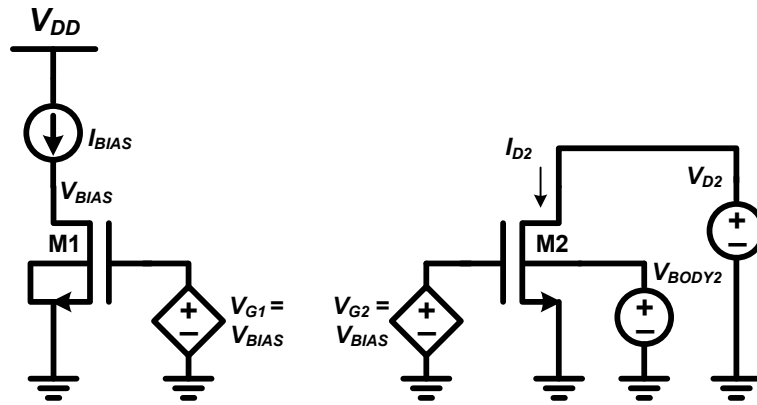 VDD
IBIAS
VBIAS
M1
VG1 =
VBIAS
ID2
VD2
M2
VBODY2
VG2 =
VBIAS